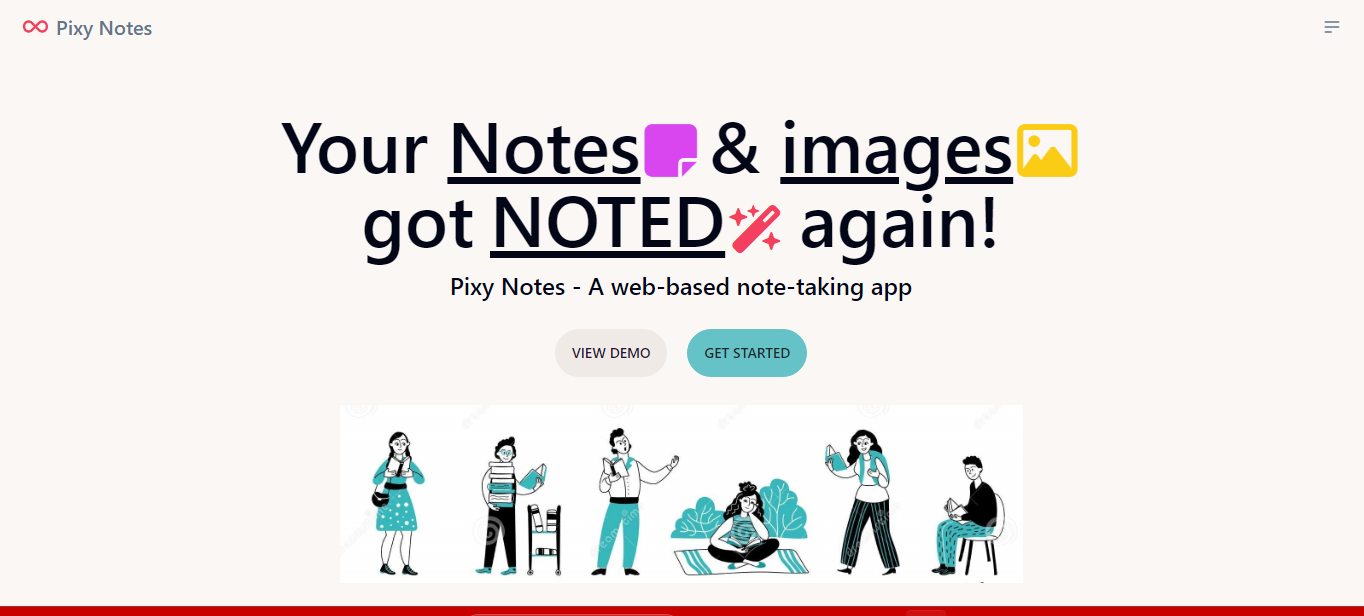 Pixy Notes
Your Notes & images
got NOTED again!
Pixy Notes - A web-based note-taking app
VIEW DEMO
GET STARTED